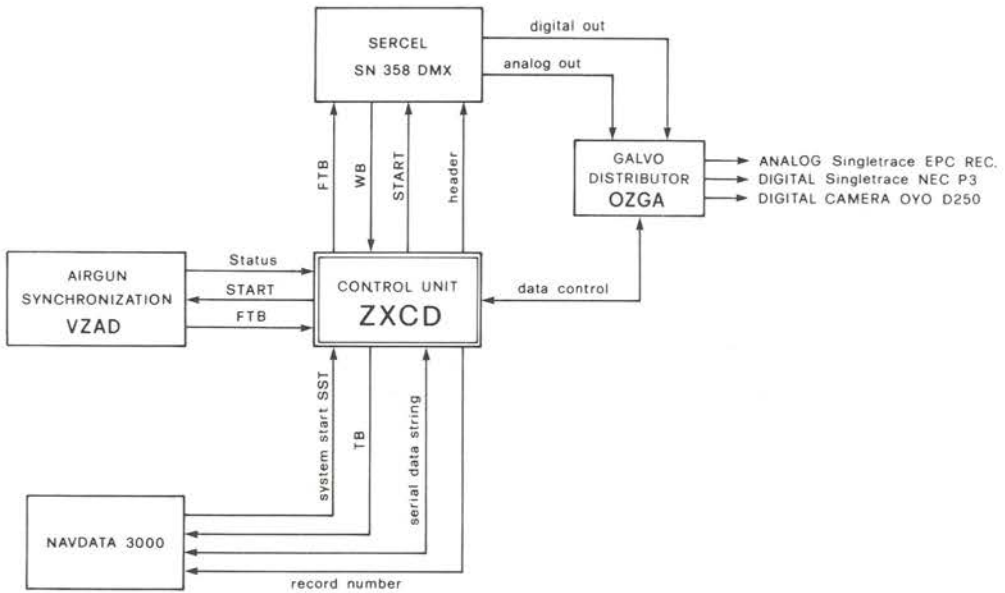 SERCEL
SN 358 DMX
digital out
analog out
GALVO
DISTRIBUTOR
OZGA
ANALOG Singletrace EPC REC.
DIGITAL Singletrace NEC P3
DIGITAL CAMERA OYO D250
FTB
WB
START
header
AIRGUN
SYNCHRONIZATION
VZAD
Status
START
FTB
CONTROL UNIT
ZXCD
data control
system start SST
TB
serial data string
NAVDATA 3000
record number